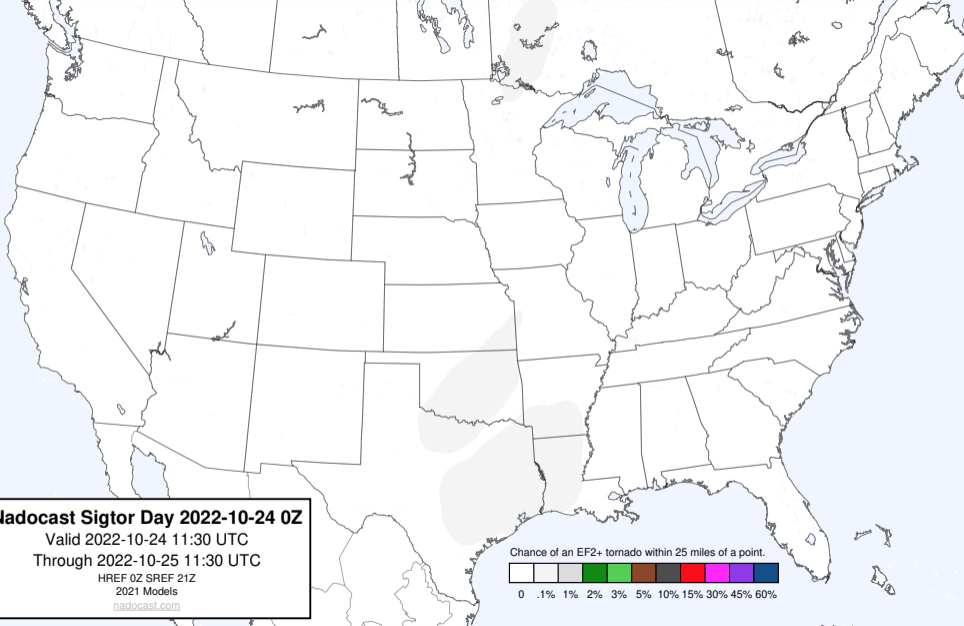 Nadocast Sigtor Day 2022-10-24 0Z
Valid 2022-10-24 11:30 UTC
Through 2022-10-25 11:30 UTC
HREF 0Z SREF 21Z
2021 Models
nadocast.com
Chance of an EF2+ tornado within 25 miles of a point.
0 .1% 1% 2% 3% 5% 10% 15% 30% 45% 60%